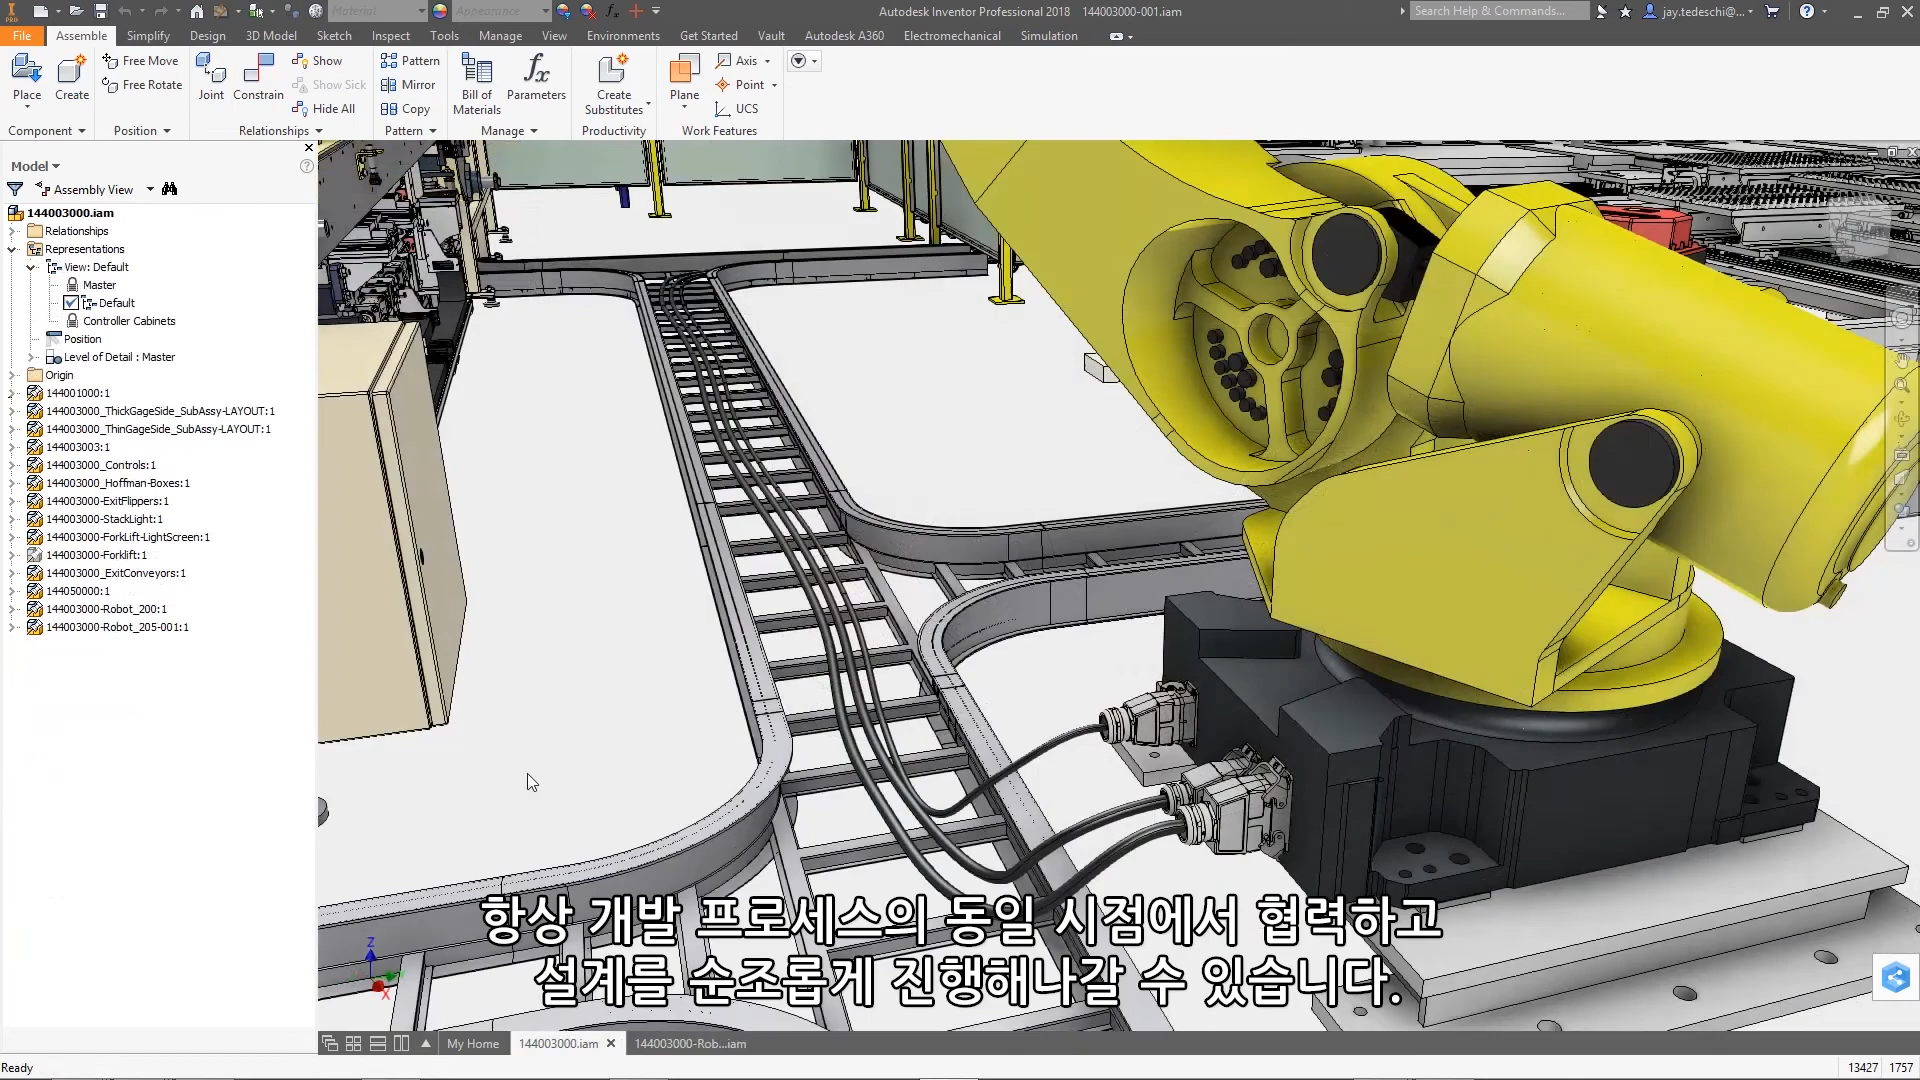 Material
Appearance
Autodesk Inventor Professional 2018 144003000-001.iam
Search Help & Commands...
jay.tedeschi@...
PRO
File
Assemble
Simplify
Design
3D Model
Sketch
Inspect
Tools
Manage
View
Environments
Get Started
Vault
Autodesk A360
Electromechanical
Simulation
Place
Create
Free Move
Free Rotate
Joint
Constrain
Show
Show Sick
Hide All
Pattern
Mirror
Copy
Bill of
Materials
Parameters
Create
Substitutes
Plane
Axis
Point
UCS
Component
Position
Relationships
Pattern
Manage
Productivity
Work Features
Model
Assembly View
144003000.iam
Relationships
Representations
View: Default
Master
Default
Controller Cabinets
Position
Level of Detail : Master
Origin
144001000:1
144003000_ThickGageSide_SubAssy-LAYOUT:1
144003000_ThinGageSide_SubAssy-LAYOUT:1
144003003:1
144003000_Controls:1
144003000_Hoffman-Boxes:1
144003000-ExitFlippers:1
144003000-StackLight:1
144003000-ForkLift-LightScreen:1
144003000-Forklift:1
144003000_ExitConveyors:1
144050000:1
144003000-Robot_200:1
144003000-Robot_205-001:1
항상 개발 프로세스의 동일 시점에서 협력하고
설계를 순조롭게 진행해나갈 수 있습니다.
Z
X
My Home
144003000.iam
144003000-Rob...iam
Ready
13427 1757